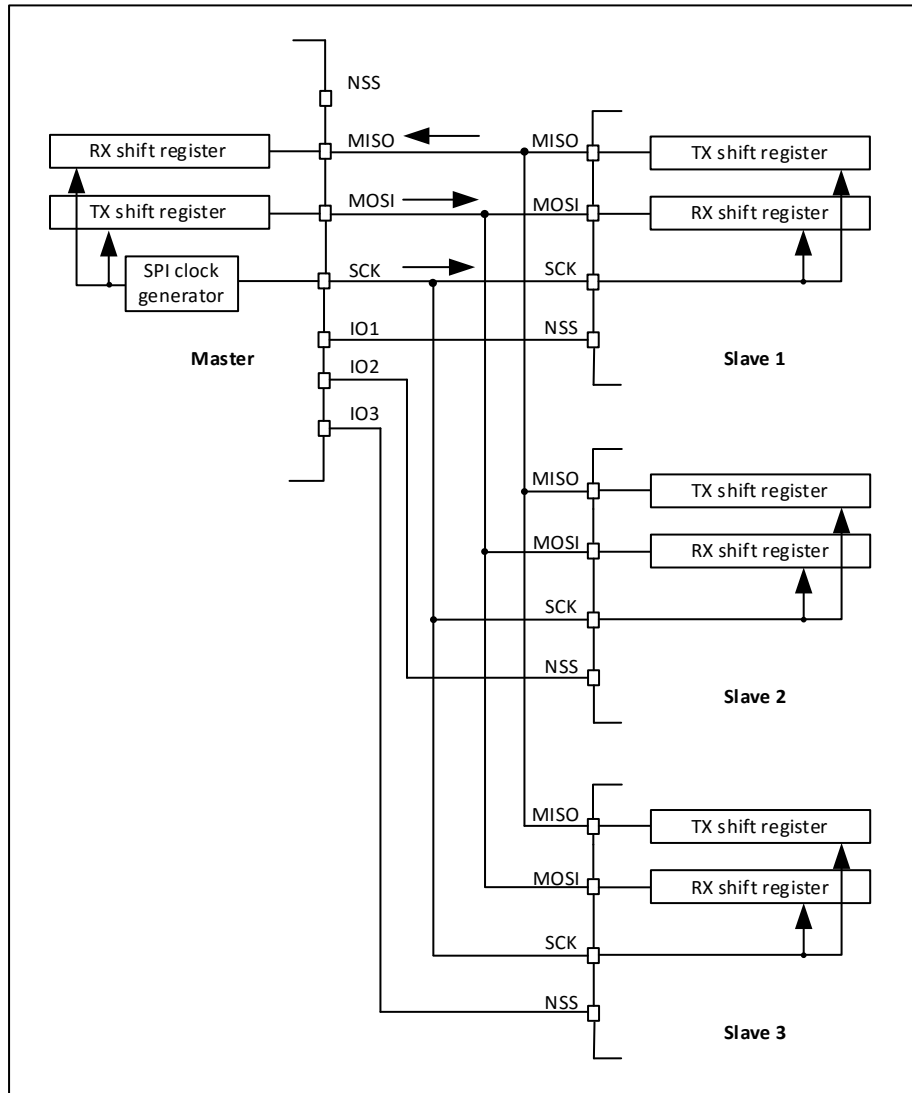 NSS
MISO
MISO
RX shift register
TX shift register
MOSI
MOSI
TX shift register
RX shift register
SCK
SCK
SPI clock
generator
IO1
NSS
Master
Slave 1
IO2
IO3
MISO
TX shift register
MOSI
RX shift register
SCK
NSS
Slave 2
MISO
TX shift register
MOSI
RX shift register
SCK
NSS
Slave 3